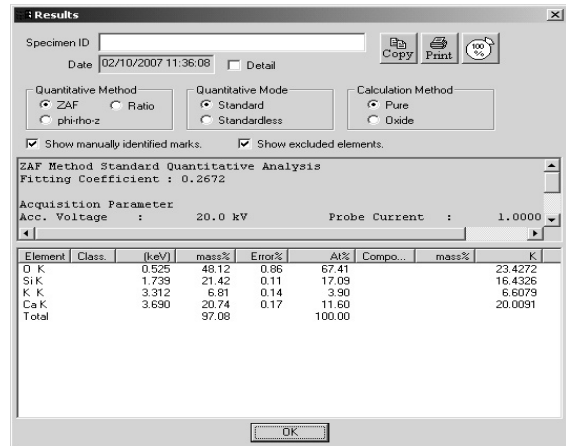 Results
Specimen ID
Copy Print 100 %
Date 02/10/2007 11:36:08 Detail
Quantitative Method Quantitative Mode Calculation Method
ZAF Ratio Standard Pure
phi-rho-z Standardless Oxide
Show manually identified marks. Show excluded elements.
ZAF Method Standard Quantitative Analysis
Fitting Coefficient : 0.2672
Acquisition Parameter
Acc. Voltage : 20.0 kV Probe Current : 1.0000
Element Class. (keV) mass% Error% At% Compo... mass% K
O K 0.525 48.12 0.86 67.41 23.4272
Si K 1.739 21.42 0.11 17.09 16.4326
K K 3.312 6.81 0.14 3.90 6.6079
Ca K 3.690 20.74 0.17 11.60 20.0091
Total 97.08 100.00
OK